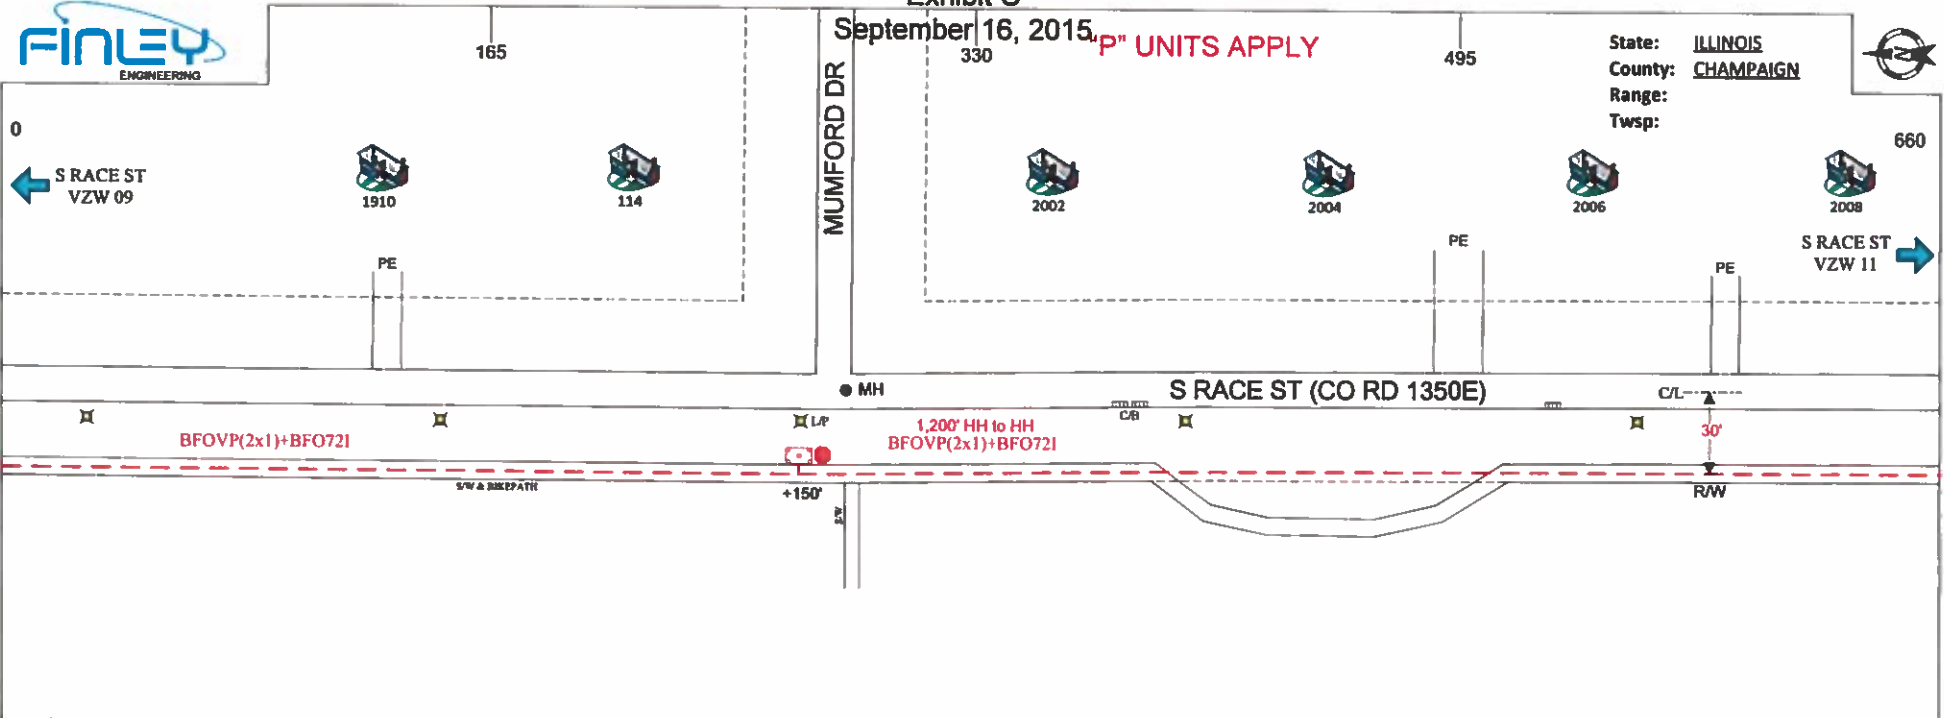 FINLEY
ENGINEERING
September 16, 2015
"P" UNITS APPLY
165
330
495
State: ILLINOIS
County: CHAMPAIGN
Range:
Twsp:
N
0
660
S RACE ST
VZW 09
1910
114
MUMFORD DR
2002
2004
2006
2008
S RACE ST
VZW 11
PE
PE
PE
MH
S RACE ST (CO RD 1350E)
C/L
C/B
L/P
1,200' HH to HH
BFOVP(2x1)+BFO72I
BFOVP(2x1)+BFO72I
30'
S/W & BIKEPATH
+150'
S/W
R/W